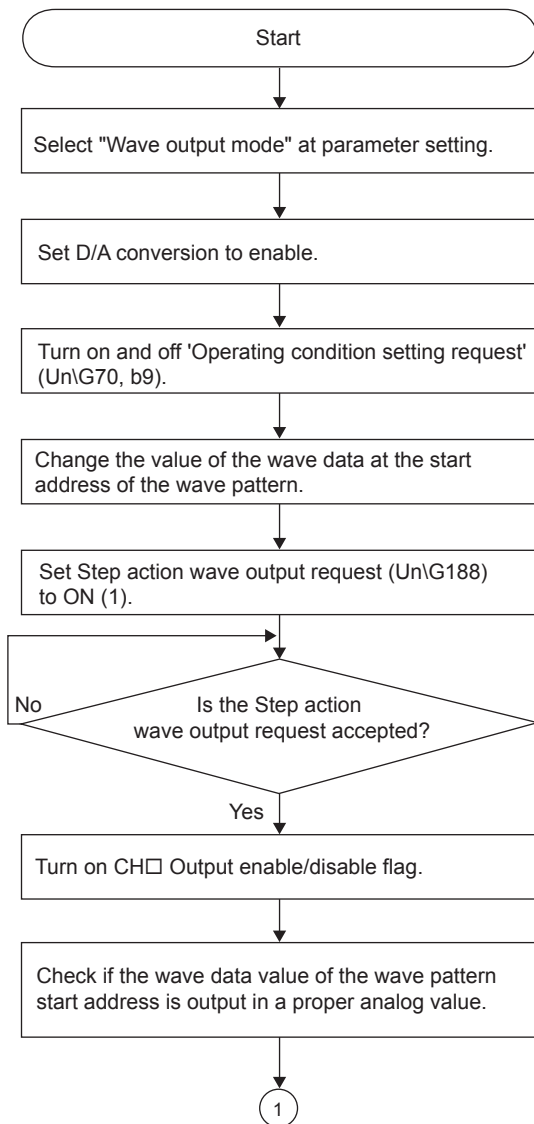 Start
Select "Wave output mode" at parameter setting.
Set D/A conversion to enable.
Turn on and off 'Operating condition setting request'
(Un\G70, b9).
Change the value of the wave data at the start
address of the wave pattern.
Set Step action wave output request (Un\G188)
to ON (1).
No
Is the Step action
wave output request accepted?
Yes
Turn on CH□ Output enable/disable flag.
Check if the wave data value of the wave pattern
start address is output in a proper analog value.
1